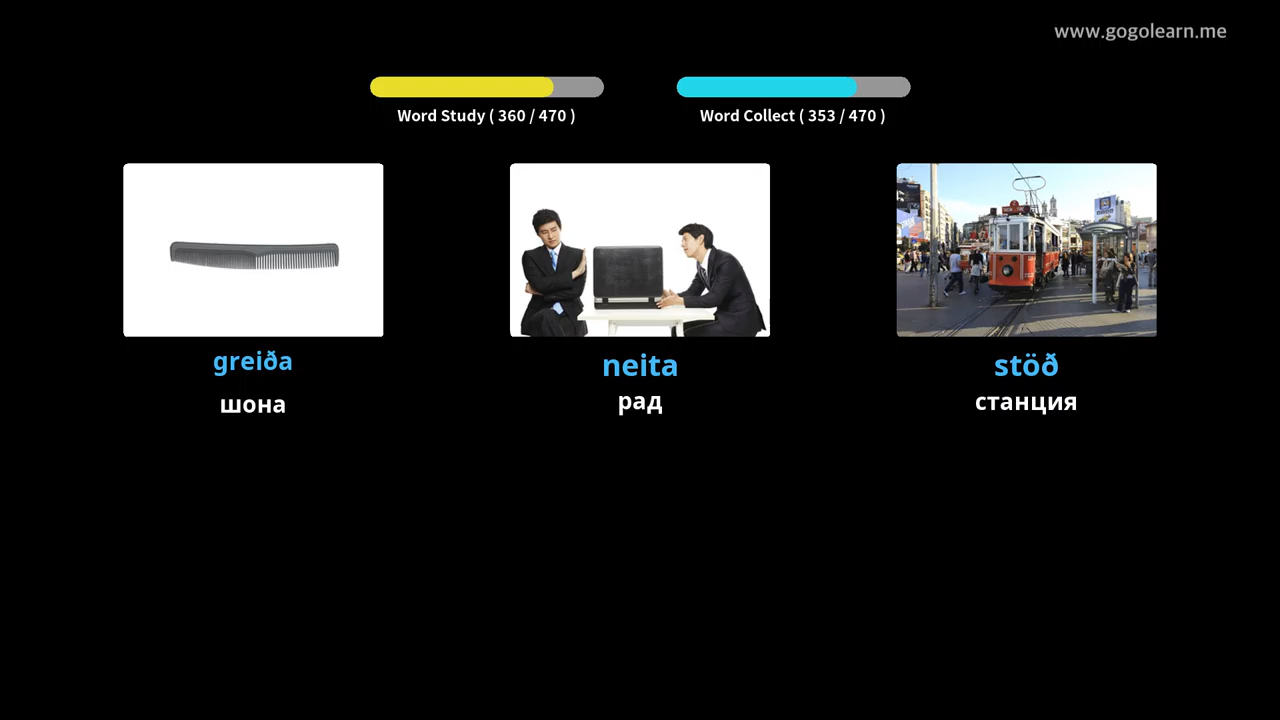 www.gogolearn.me
Word Study ( 360 / 470 )
Word Collect ( 353 / 470 )
greiða
neita
stöð
шона
рад
станция